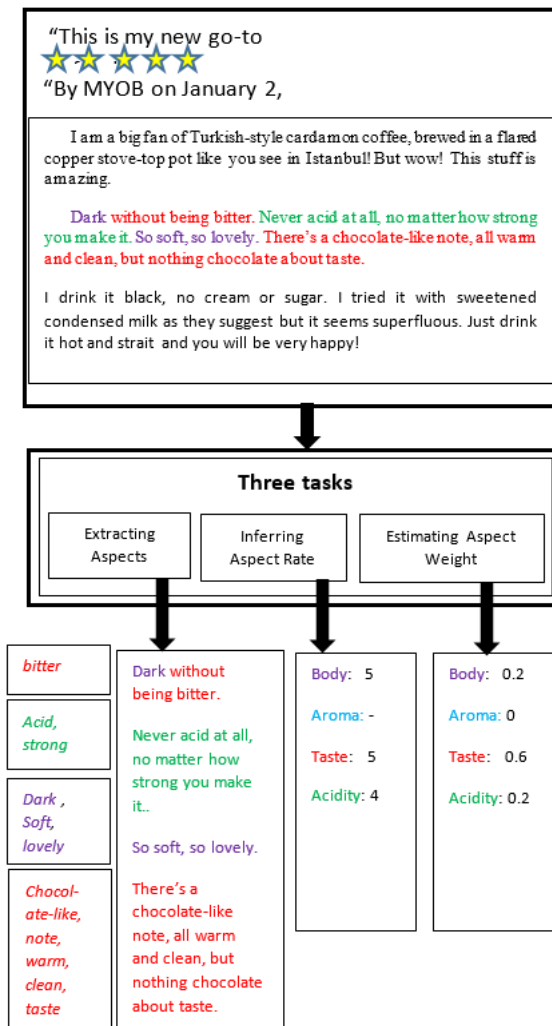 “This is my new go-to
“By MYOB on January 2,
I am a big fan of Turkish-style cardamon coffee, brewed in a flared
copper stove-top pot like you see in Istanbul! But wow! This stuff is
amazing.
Dark without being bitter. Never acid at all, no matter how strong
you make it. So soft, so lovely. There’s a chocolate-like note, all warm
and clean, but nothing chocolate about taste.
I drink it black, no cream or sugar. I tried it with sweetened
condensed milk as they suggest but it seems superfluous. Just drink
it hot and strait and you will be very happy!
Three tasks
Extracting
Aspects
Inferring
Aspect Rate
Estimating Aspect
Weight
bitter
Acid,
strong
Dark ,
Soft,
lovely
Chocol-
ate-like,
note,
warm,
clean,
taste
Dark without
being bitter.
Never acid at all,
no matter how
strong you make
it..
So soft, so lovely.
There’s a
chocolate-like
note, all warm
and clean, but
nothing chocolate
about taste.
Body: 5
Aroma: -
Taste: 5
Acidity: 4
Body: 0.2
Aroma: 0
Taste: 0.6
Acidity: 0.2